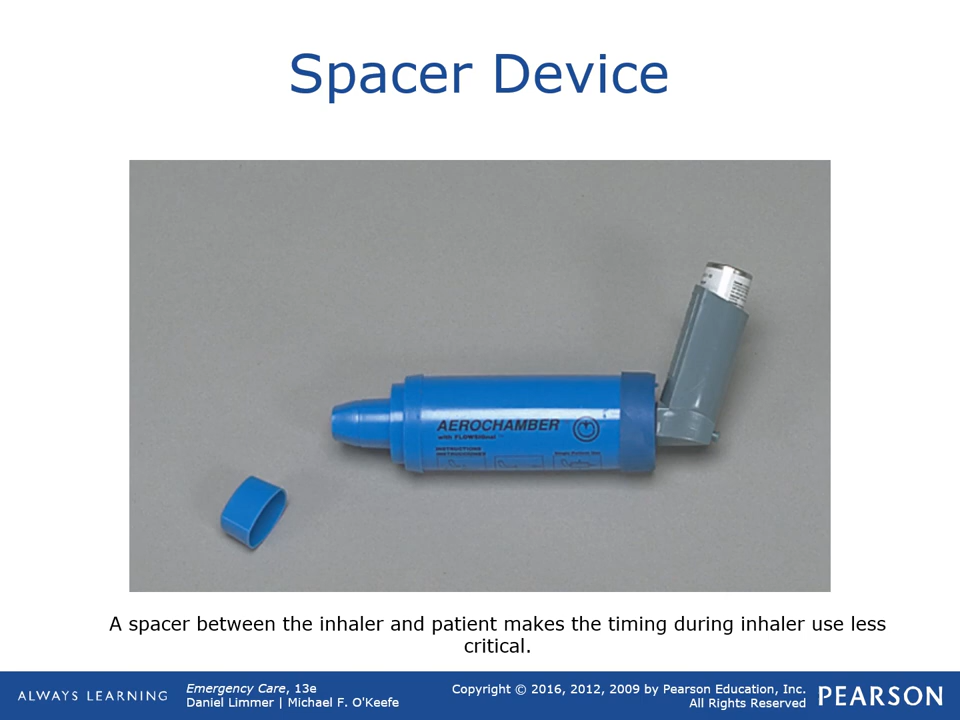 Spacer Device
AEROCHAMBER
INSTRUCTIONS
A spacer between the inhaler and patient makes the timing during inhaler use less
critical.
ALWAYS LEARNING
Emergency Care, 13e
Daniel Limmer | Michael F. O'Keefe
Copyright © 2016, 2012, 2009 by Pearson Education, Inc.
All Rights Reserved
PEARSON